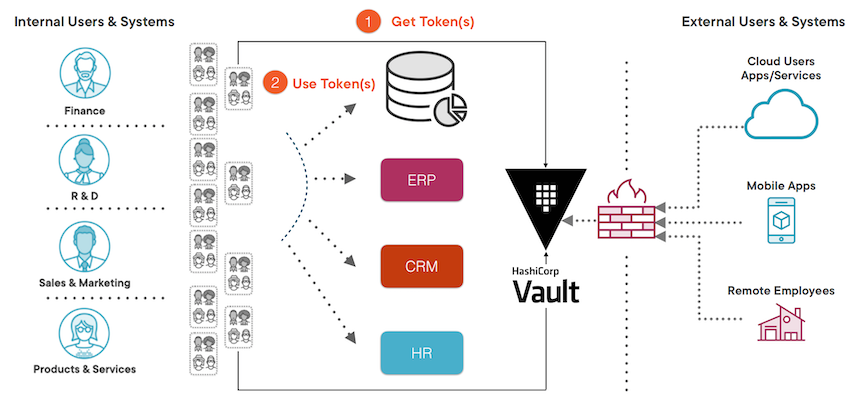 Internal Users & Systems
1 Get Token(s)
External Users & Systems
2 Use Token(s)
Finance
R & D
Sales & Marketing
Products & Services
ERP
CRM
HR
HashiCorp
Vault
Cloud Users
Apps/Services
Mobile Apps
Remote Employees